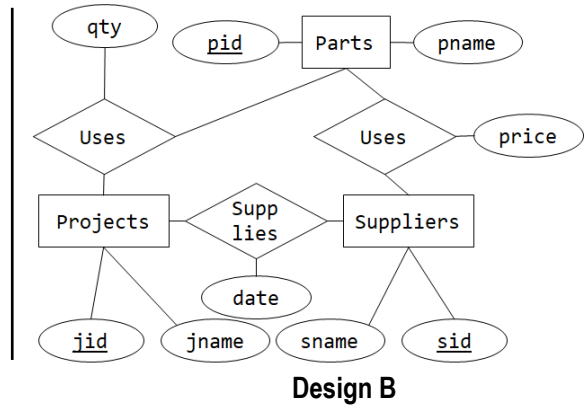 qty
pid
Parts
pname
Uses
Uses
price
Projects
Supp
lies
Suppliers
date
jid
jname
sname
sid
Design B